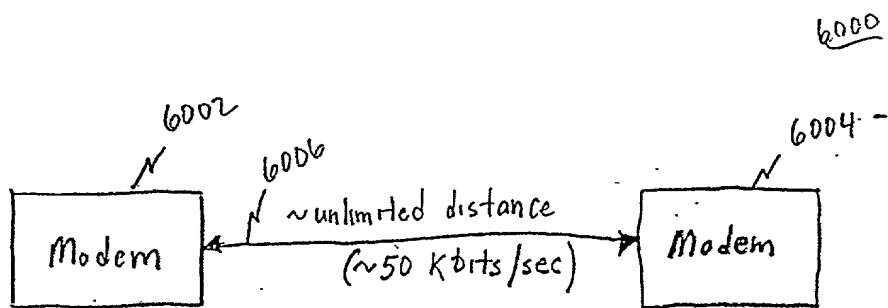 6000
6002
6006
6004
Modem
~unlimited distance
(~50 Kbits/sec)
Modem